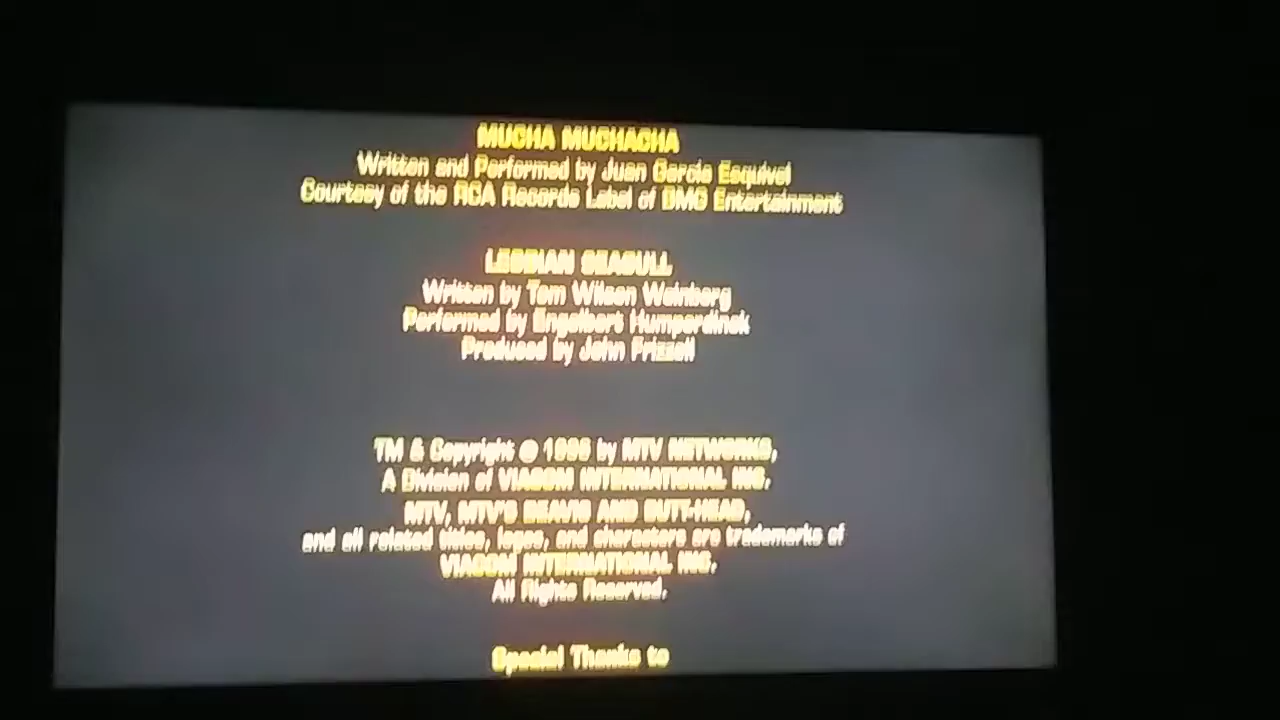 MUCHA MUCHACHA
Written and Performed by Juan Garcia Esquivel
Courtesy of the RCA Records Label of BMG Entertainment
LESBIAN SEAGULL
Written by Tom Wilson Weinberg
Performed by Engelbert Humperdinck
Produced by John Frizzell
TM & Copyright © 1996 by MTV NETWORKS,
A Division of VIACOM INTERNATIONAL INC.
MTV, MTV'S BEAVIS AND BUTT-HEAD,
and all related titles, logos, and characters are trademarks of
VIACOM INTERNATIONAL INC.
All Rights Reserved.
Special Thanks to